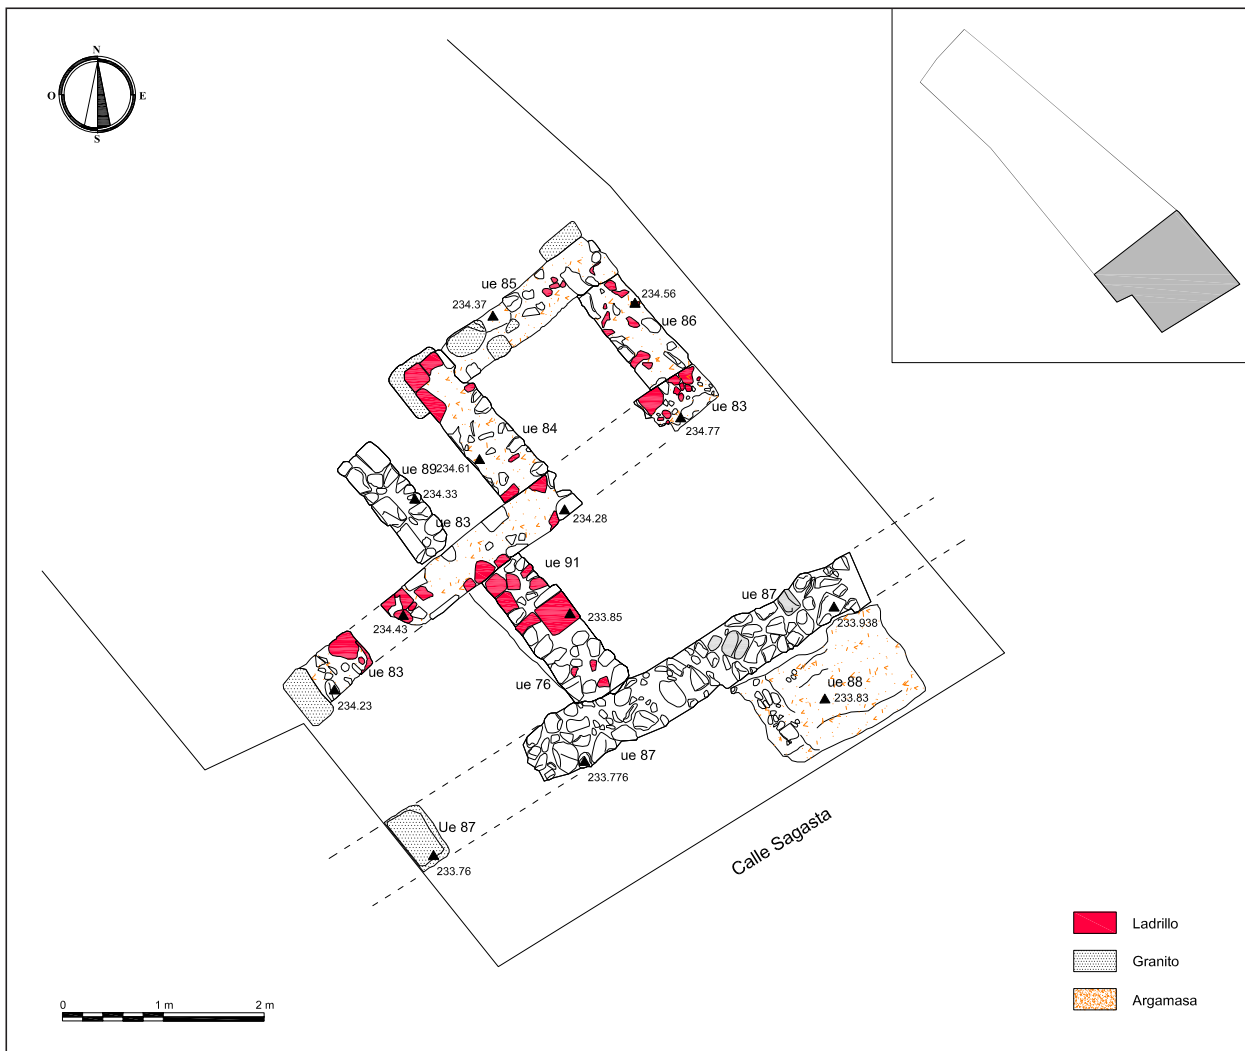 N
O E
S
ue 85
234.37
234.56
ue 86
ue 83
234.77
ue 84
ue 89
234.61
234.33
ue 83
234.28
ue 91
233.85
234.43
ue 83
234.23
ue 76
ue 87
233.938
ue 88
233.83
ue 87
233.776
Ue 87
233.76
Calle Sagasta
Ladrillo
Granito
Argamasa
0 1 m 2 m